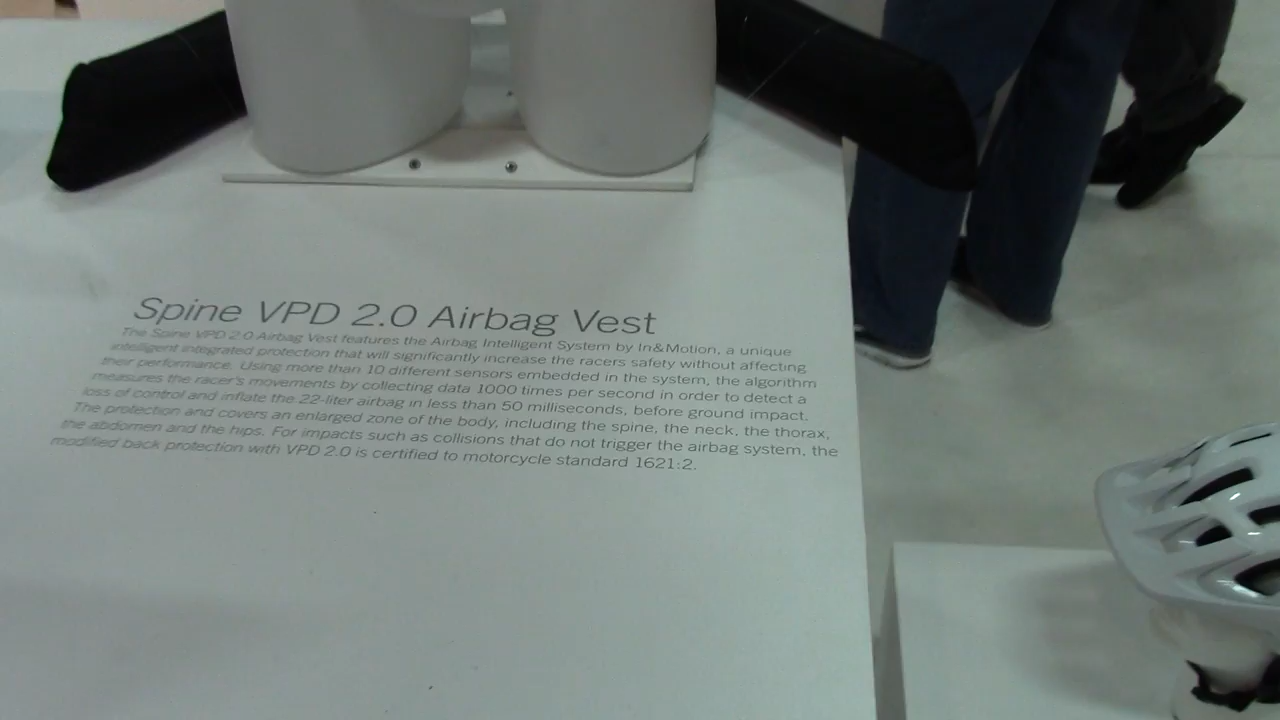 Spine VPD 2.0 Airbag Vest
The Spine VPD 2.0 Airbag Vest features the Airbag Intelligent System by In&Motion, a unique
intelligent integrated protection that will significantly increase the racers safety without affecting
their performance. Using more than 10 different sensors embedded in the system, the algorithm
measures the racer's movements by collecting data 1000 times per second in order to detect a
loss of control and inflate the 22-liter airbag in less than 50 milliseconds, before ground impact.
The protection and covers an enlarged zone of the body, including the spine, the neck, the thorax,
the abdomen and the hips. For impacts such as collisions that do not trigger the airbag system, the
modified back protection with VPD 2.0 is certified to motorcycle standard 1621:2.